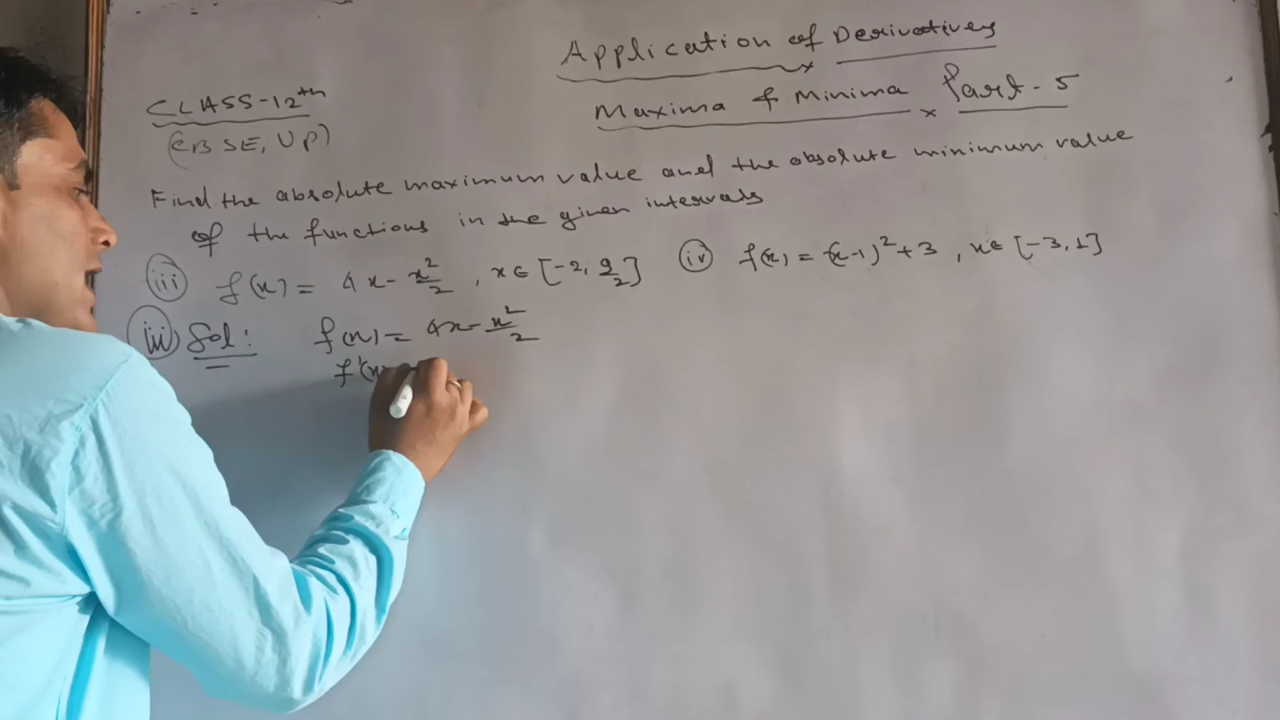 Application of Derivatives
CLASS-12th
Maxima & Minima Part-5
(CBSE, UP)
Find the absolute maximum value and the absolute minimum value
of the functions in the given intervals
(iii) f(x) = 4x - x²/2 , x∈ [-2, 9/2] (iv) f(x) = (x-1)² + 3 , x∈ [-3, 1]
(iii) Sol: f(x) = 4x - x²/2
f'(x)